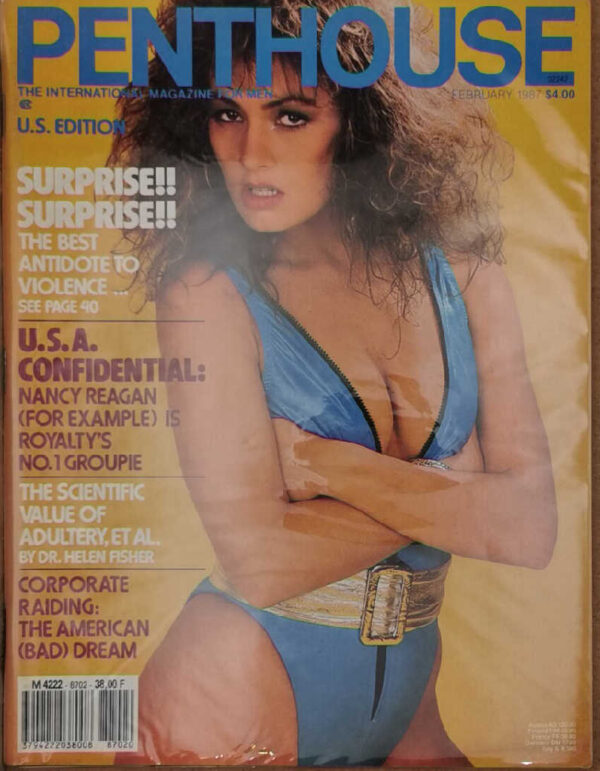 PENTHOUSE
THE INTERNATIONAL MAGAZINE FOR MEN
FEBRUARY 1987 $4.00
U.S. EDITION
SURPRISE!!
SURPRISE!!
THE BEST
ANTIDOTE TO
VIOLENCE ...
SEE PAGE 40
U.S.A.
CONFIDENTIAL:
NANCY REAGAN
(FOR EXAMPLE) IS
ROYALTY'S
NO.1 GROUPIE
THE SCIENTIFIC
VALUE OF
ADULTERY, ET AL.
BY DR. HELEN FISHER
CORPORATE
RAIDING:
THE AMERICAN
(BAD) DREAM
M 4222 - 8702 - 38,00 F
3794222038008 87020